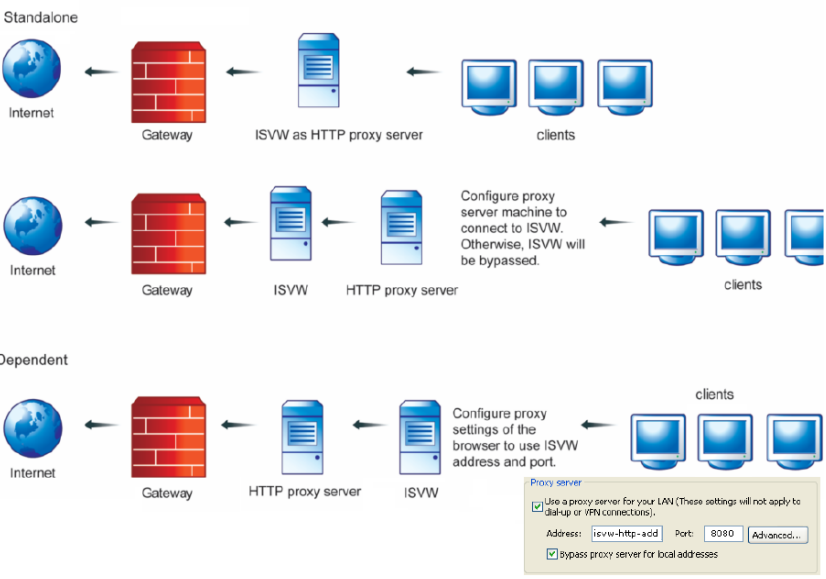 Standalone
Internet
Gateway
ISVW as HTTP proxy server
clients
Configure proxy
server machine to
connect to ISVW.
Otherwise, ISVW will
be bypassed.
Internet
Gateway
ISVW
HTTP proxy server
clients
Dependent
clients
Configure proxy
settings of the
browser to use ISVW
address and port.
Internet
Gateway
HTTP proxy server
ISVW
Proxy server
Use a proxy server for your LAN (These settings will not apply to
dial-up or VPN connections).
Address: isvw-http-add Port: 8080 Advanced...
Bypass proxy server for local addresses